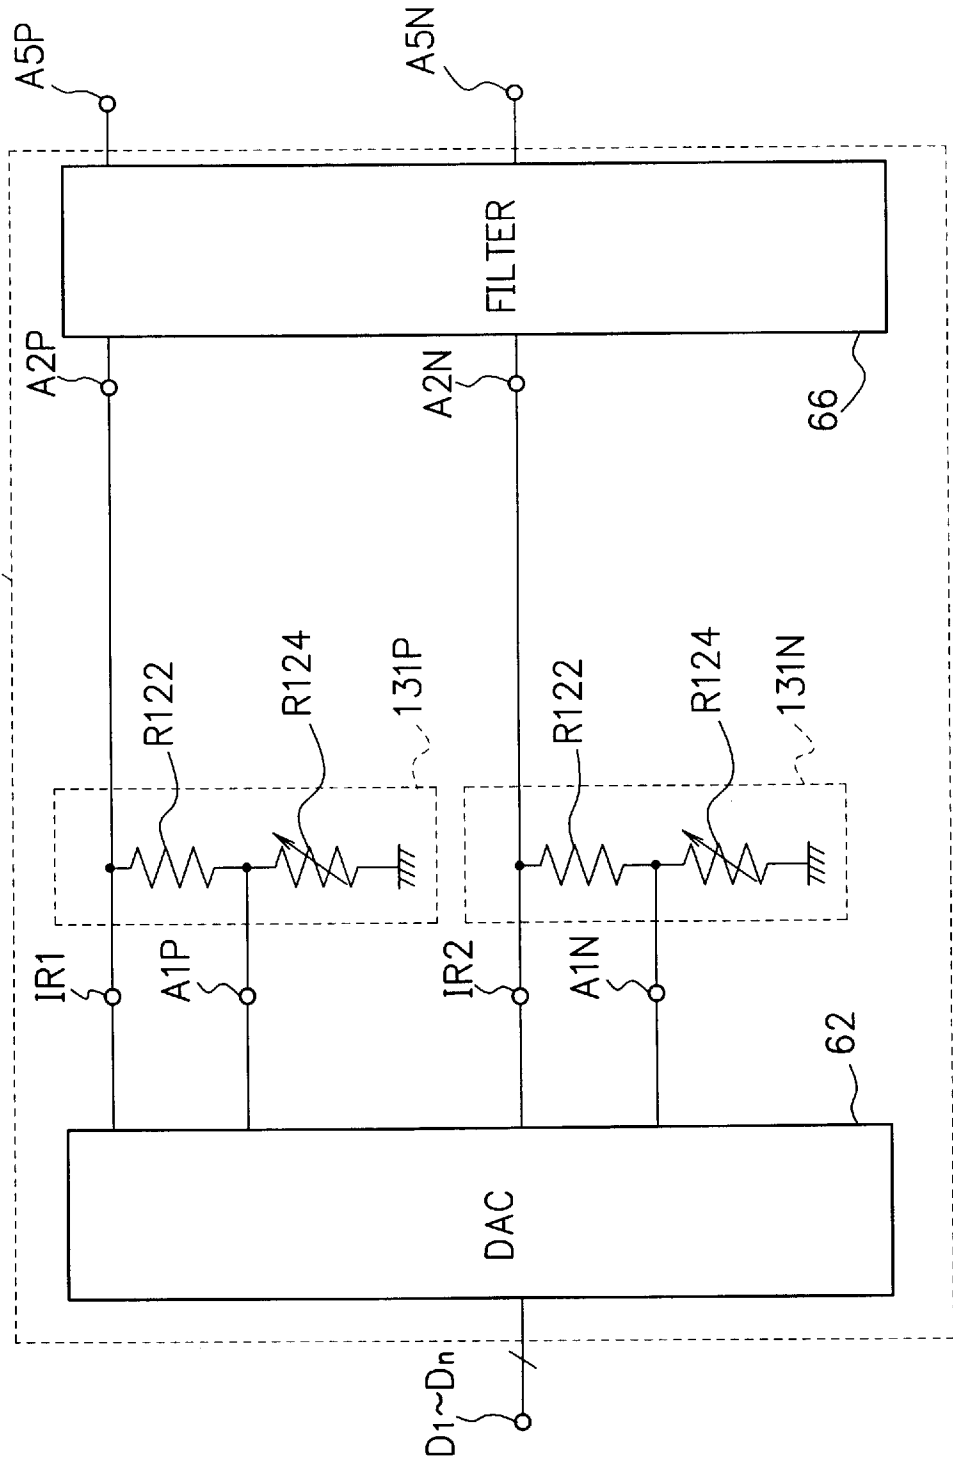 D1~Dn
DAC
62
IR1
A1P
IR2
A1N
R122
R124
131P
R122
R124
131N
A2P
A2N
FILTER
66
A5P
A5N